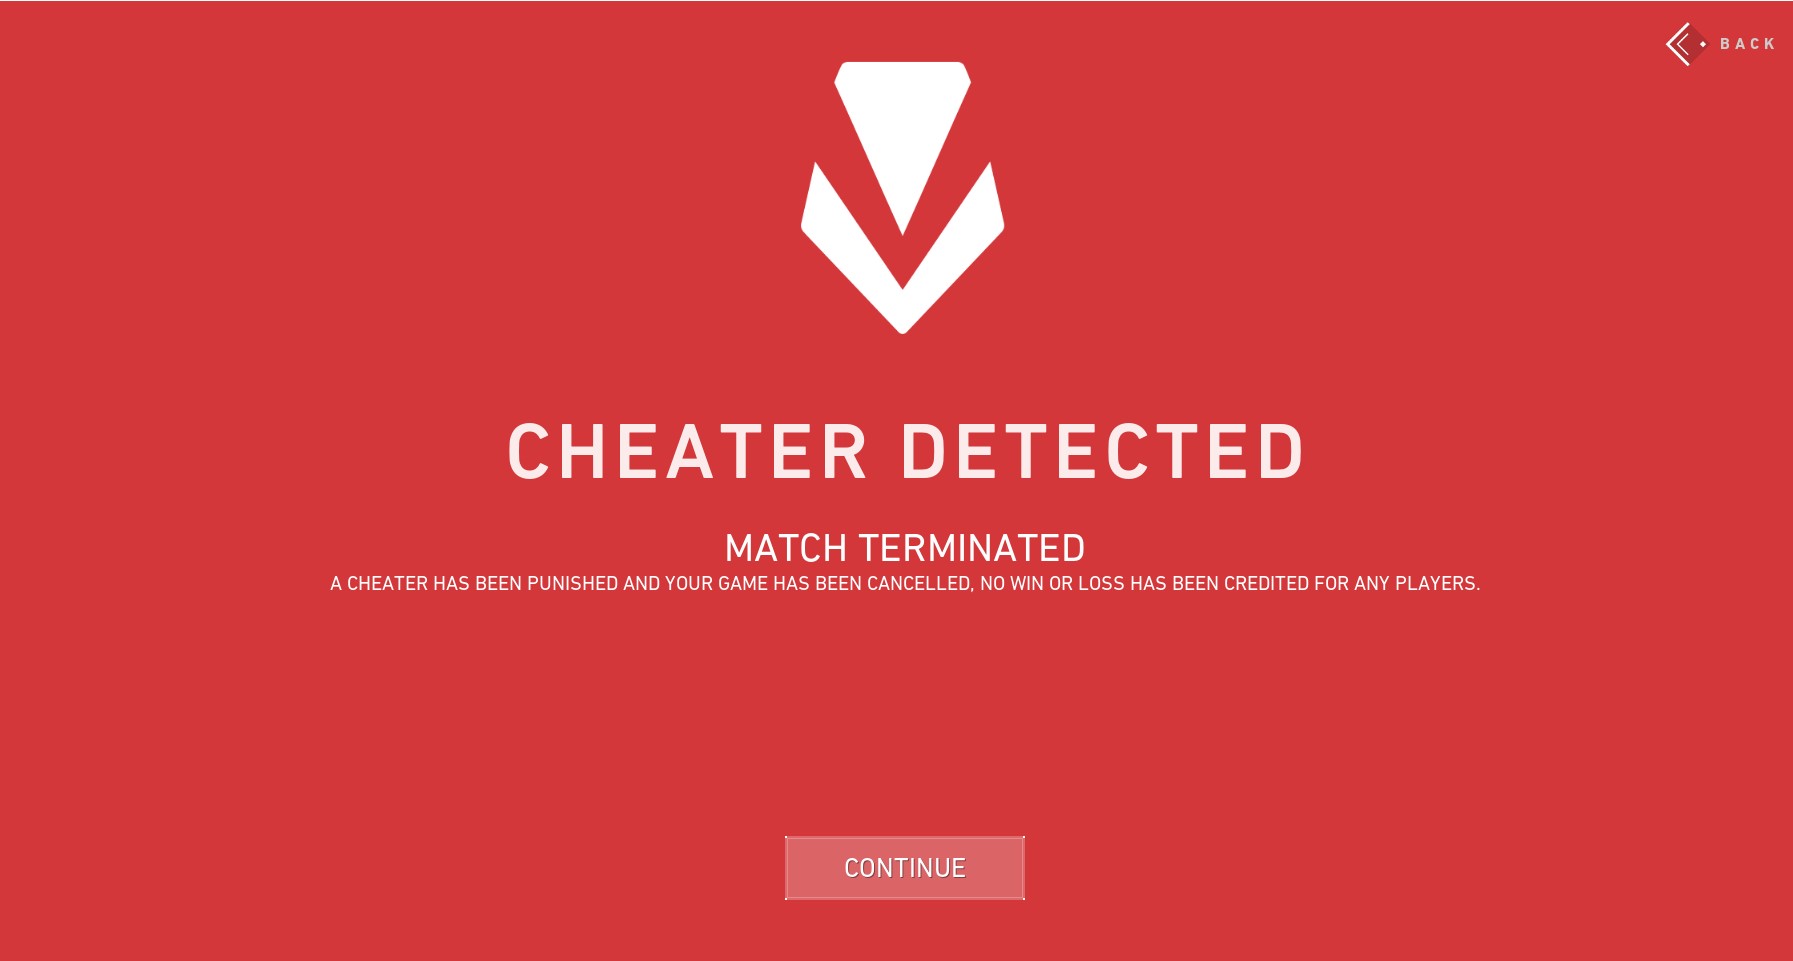 BACK
CHEATER DETECTED
MATCH TERMINATED
A CHEATER HAS BEEN PUNISHED AND YOUR GAME HAS BEEN CANCELLED, NO WIN OR LOSS HAS BEEN CREDITED FOR ANY PLAYERS.
CONTINUE